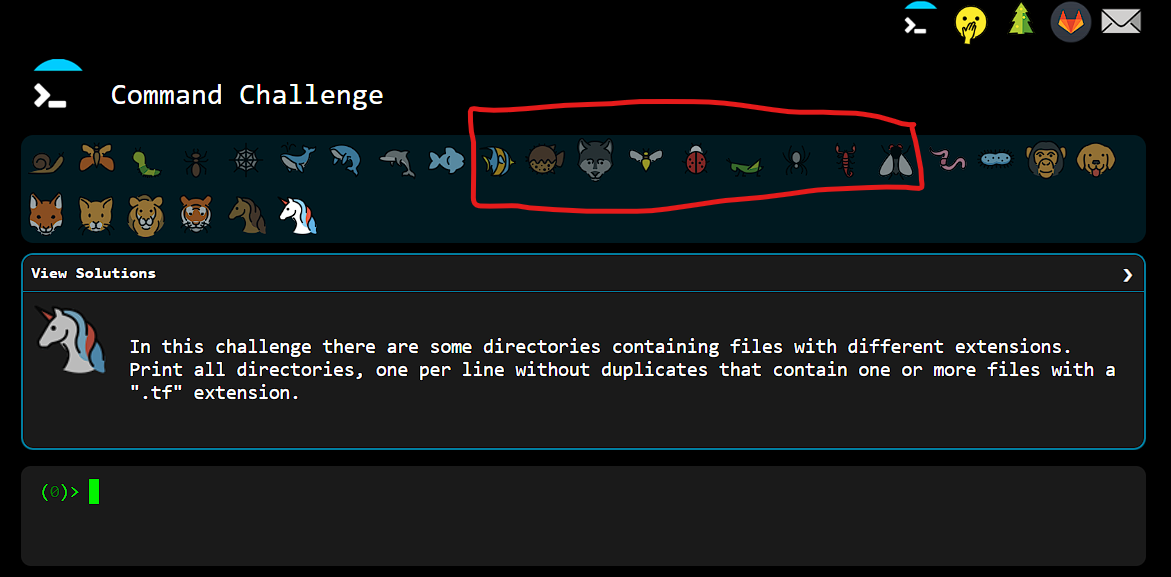 Command Challenge
View Solutions
In this challenge there are some directories containing files with different extensions.
Print all directories, one per line without duplicates that contain one or more files with a
".tf" extension.
(0)>